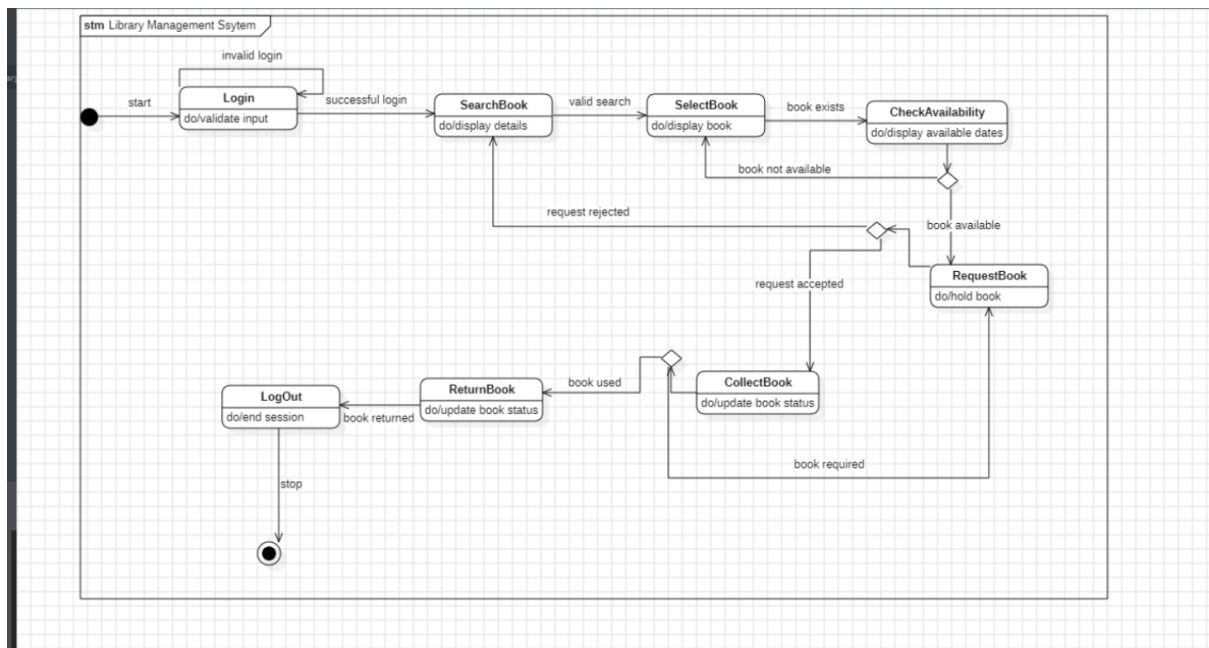 stm Library Management Ssytem
invalid login
start
Login
do/validate input
successful login
SearchBook
do/display details
valid search
SelectBook
do/display book
book exists
CheckAvailability
do/display available dates
book not available
request rejected
book available
RequestBook
do/hold book
request accepted
CollectBook
do/update book status
book used
ReturnBook
do/update book status
book returned
LogOut
do/end session
book required
stop